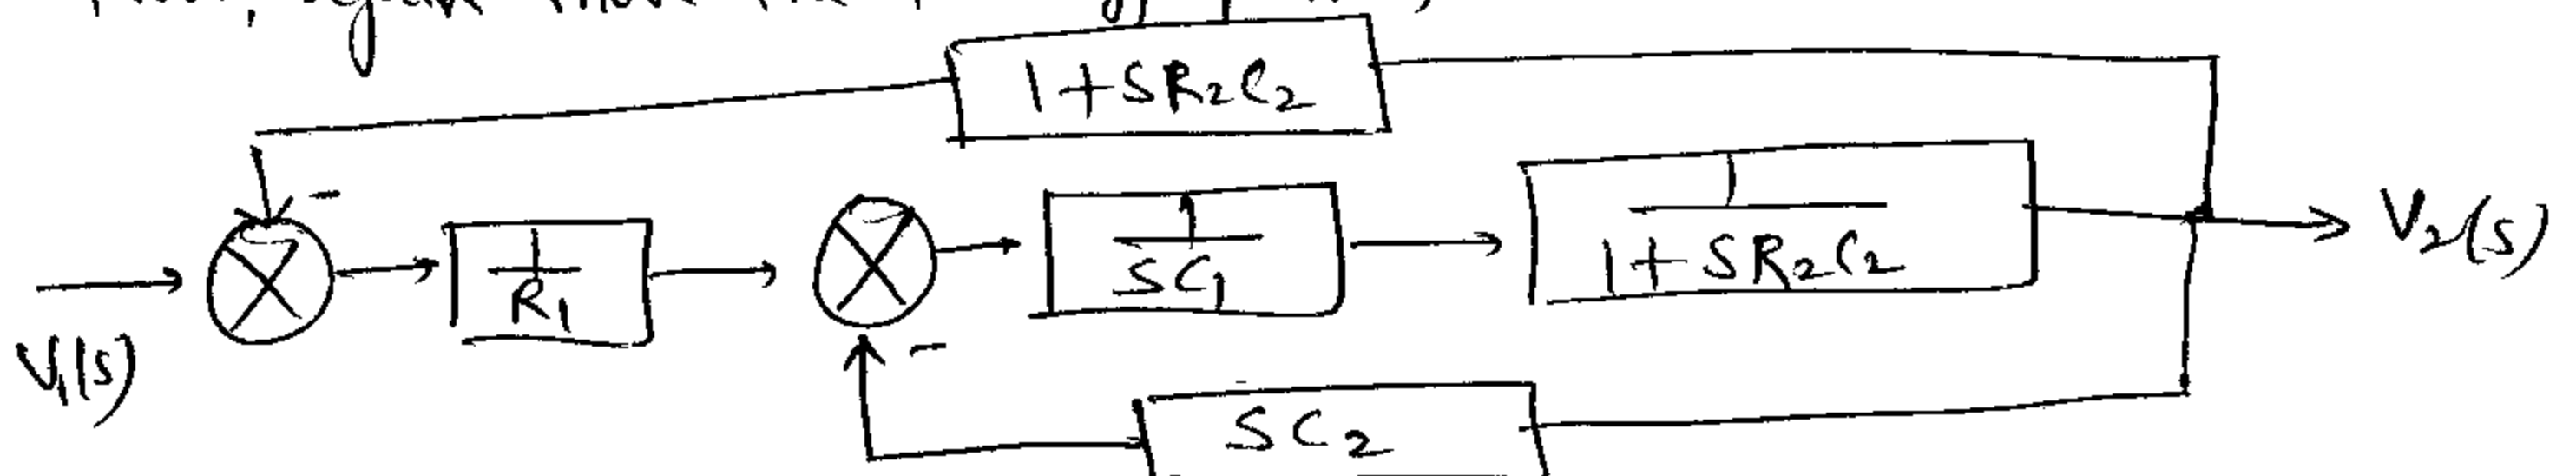 1+SR₂C₂
V₁(s)
1/R₁
1/SC₁
1/1+SR₂C₂
V₂(s)
-
-
SC₂